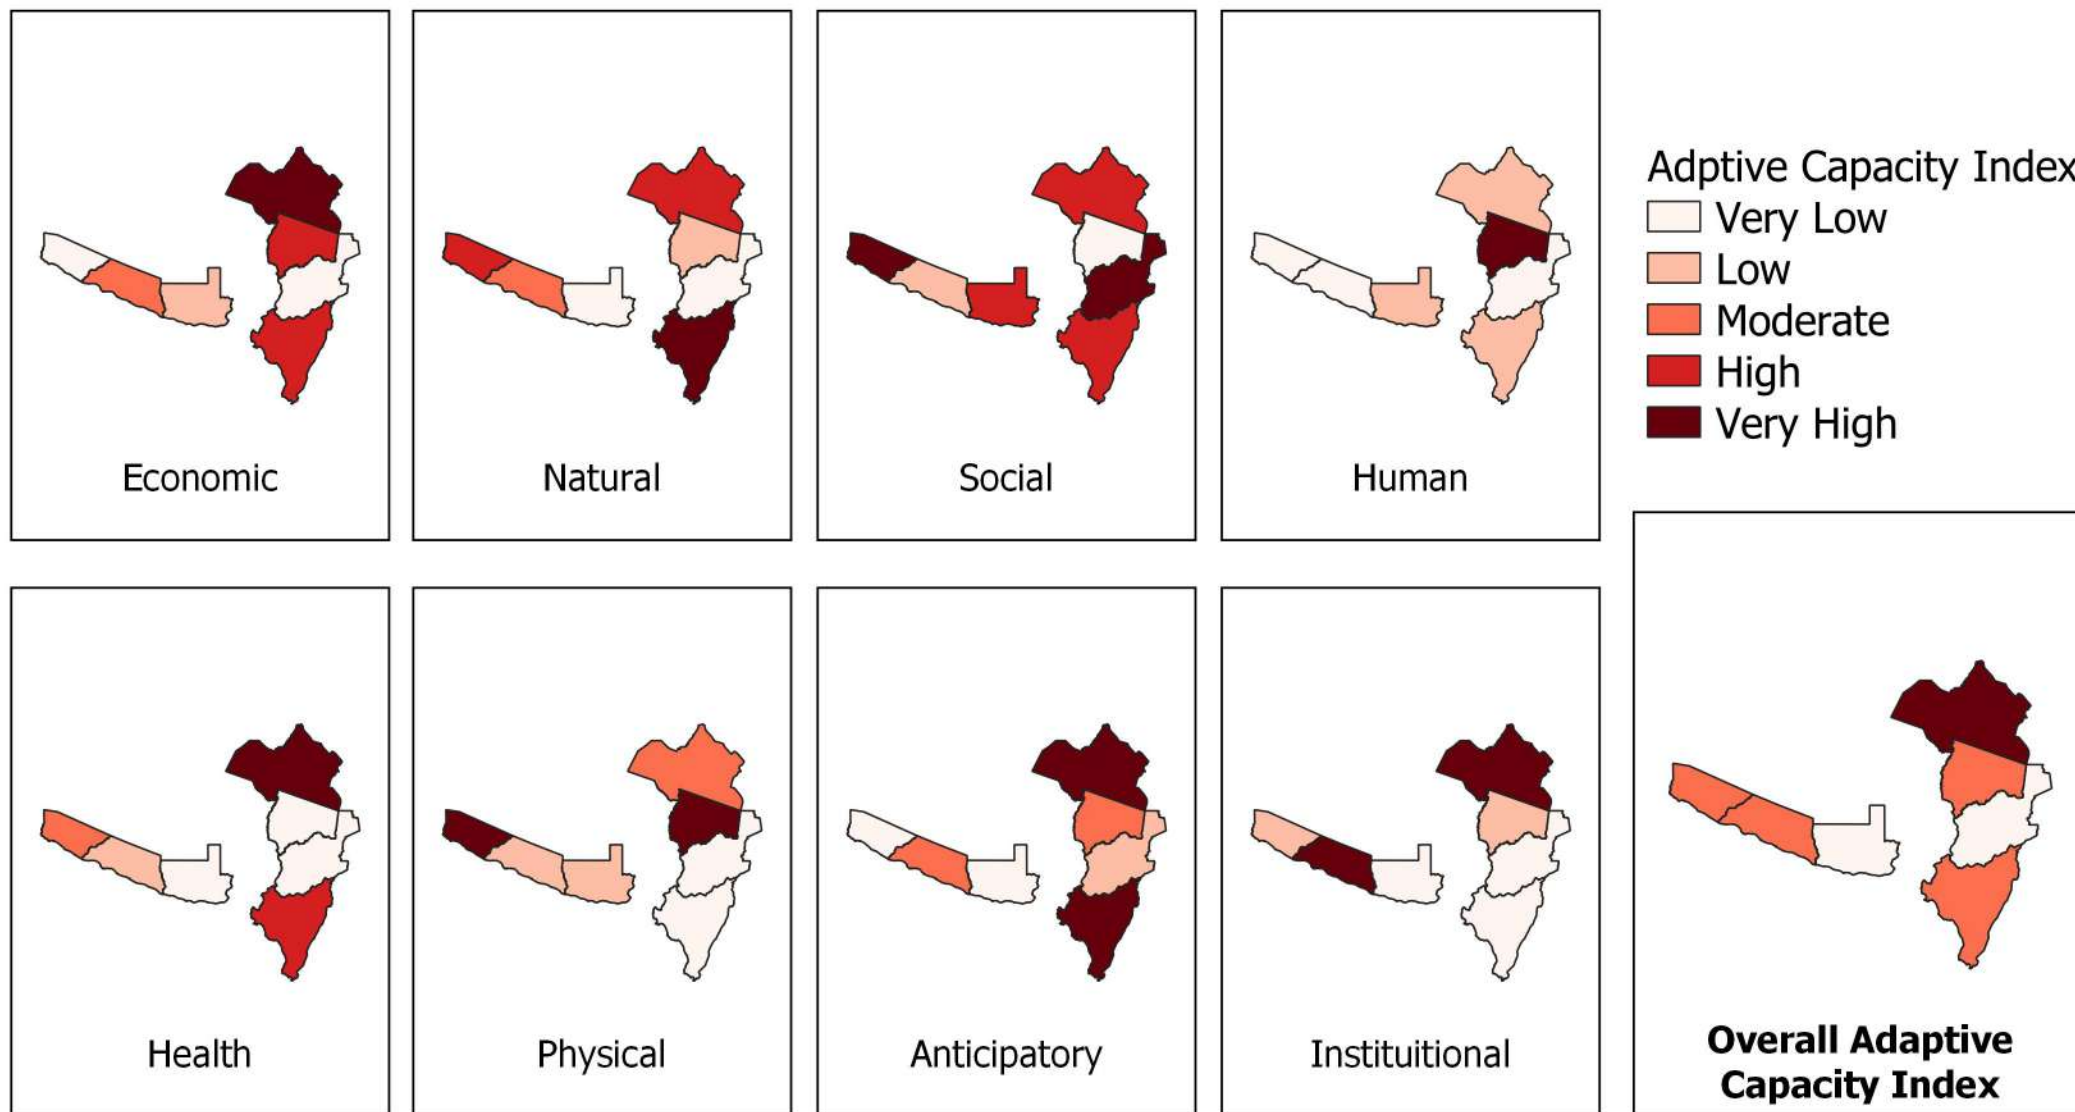 Economic
Natural
Social
Human
Adptive Capacity Index
Very Low
Low
Moderate
High
Very High
Health
Physical
Anticipatory
Instituitional
Overall Adaptive
Capacity Index